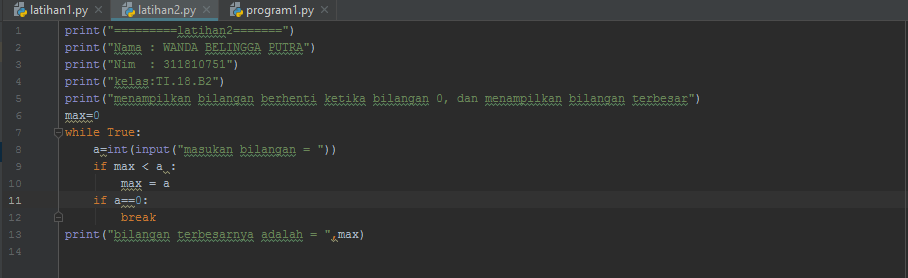 latihan1.py × latihan2.py × program1.py ×
1 print("=========latihan2=======")
2 print("Nama : WANDA BELINGGA PUTRA")
3 print("Nim  : 311810751")
4 print("kelas:TI.18.B2")
5 print("menampilkan bilangan berhenti ketika bilangan 0, dan menampilkan bilangan terbesar")
6 max=0
7 while True:
8     a=int(input("masukan bilangan = "))
9     if max < a :
10         max = a
11     if a==0:
12         break
13 print("bilangan terbesarnya adalah = ",max)
14